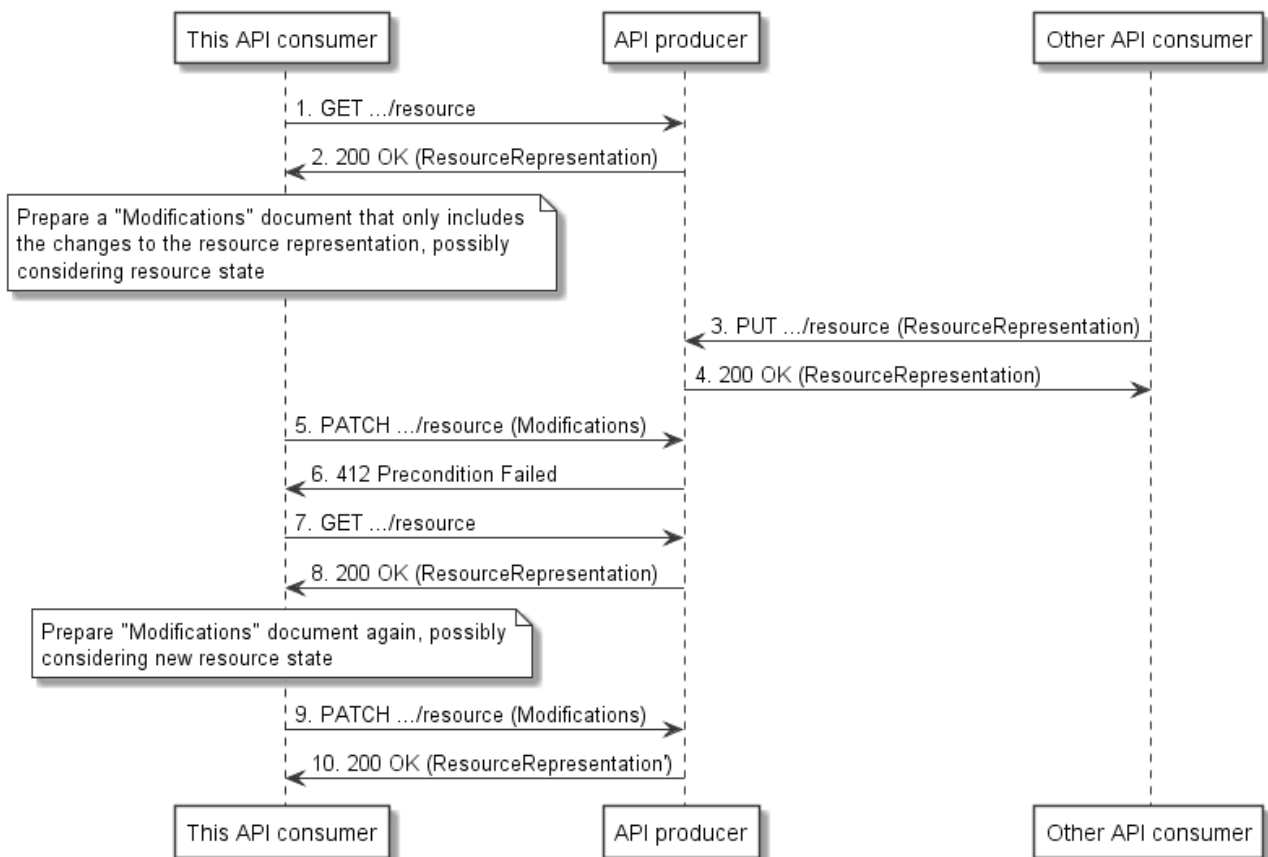 This API consumer
API producer
Other API consumer
1. GET .../resource
2. 200 OK (ResourceRepresentation)
Prepare a "Modifications" document that only includes
the changes to the resource representation, possibly
considering resource state
3. PUT .../resource (ResourceRepresentation)
4. 200 OK (ResourceRepresentation)
5. PATCH .../resource (Modifications)
6. 412 Precondition Failed
7. GET .../resource
8. 200 OK (ResourceRepresentation)
Prepare "Modifications" document again, possibly
considering new resource state
9. PATCH .../resource (Modifications)
10. 200 OK (ResourceRepresentation')
This API consumer
API producer
Other API consumer